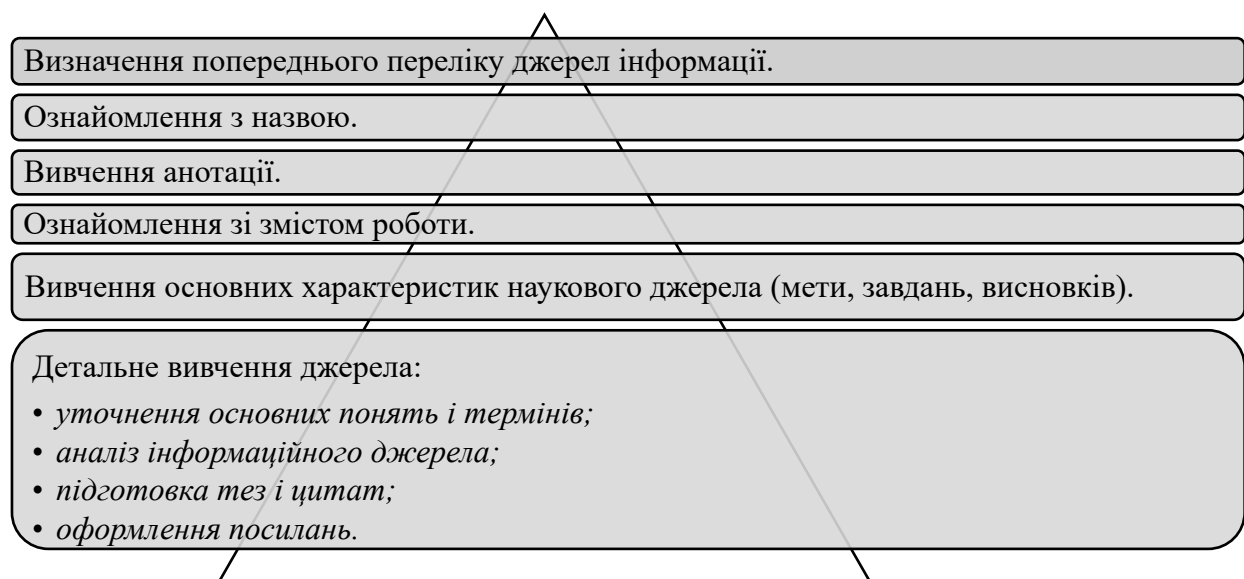 Визначення попереднього переліку джерел інформації.
Ознайомлення з назвою.
Вивчення анотації.
Ознайомлення зі змістом роботи.
Вивчення основних характеристик наукового джерела (мети, завдань, висновків).
Детальне вивчення джерела:
• уточнення основних понять і термінів;
• аналіз інформаційного джерела;
• підготовка тез і цитат;
• оформлення посилань.